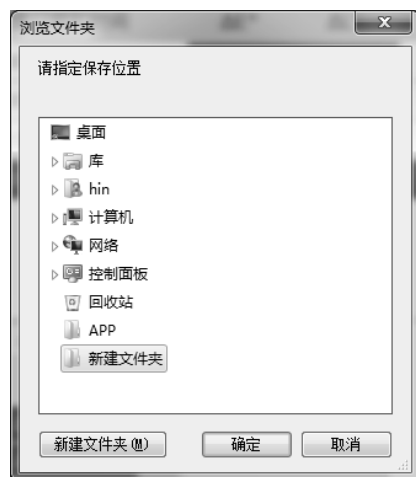 浏览文件夹
请指定保存位置
桌面
库
hin
计算机
网络
控制面板
回收站
APP
新建文件夹
新建文件夹(M) 确定 取消